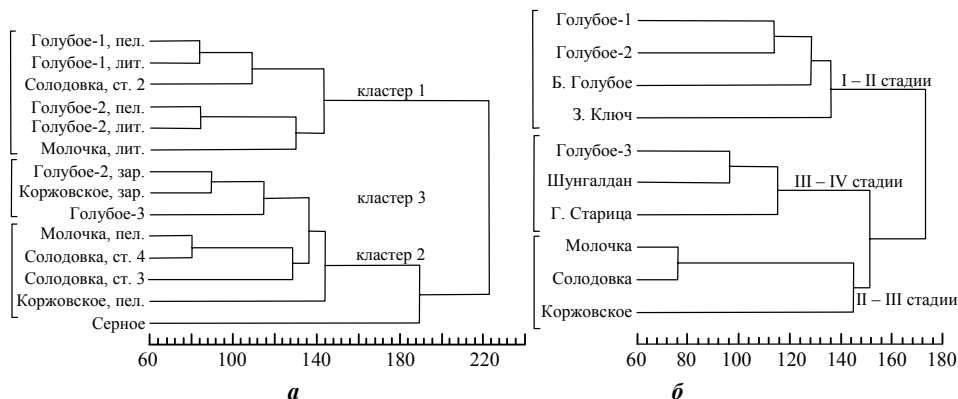 Голубое-1, пел.
Голубое-1, лит.
Солодовка, ст. 2
Голубое-2, пел.
Голубое-2, лит.
Молочка, лит.
Голубое-2, зар.
Коржовское, зар.
Голубое-3
Молочка, пел.
Солодовка, ст. 4
Солодовка, ст. 3
Коржовское, пел.
Серное
кластер 1
кластер 3
кластер 2
60 100 140 180 220
а
Голубое-1
Голубое-2
Б. Голубое
З. Ключ
Голубое-3
Шунгалдан
Г. Старица
Молочка
Солодовка
Коржовское
I – II стадии
III – IV стадии
II – III стадии
60 80 100 120 140 160 180
б